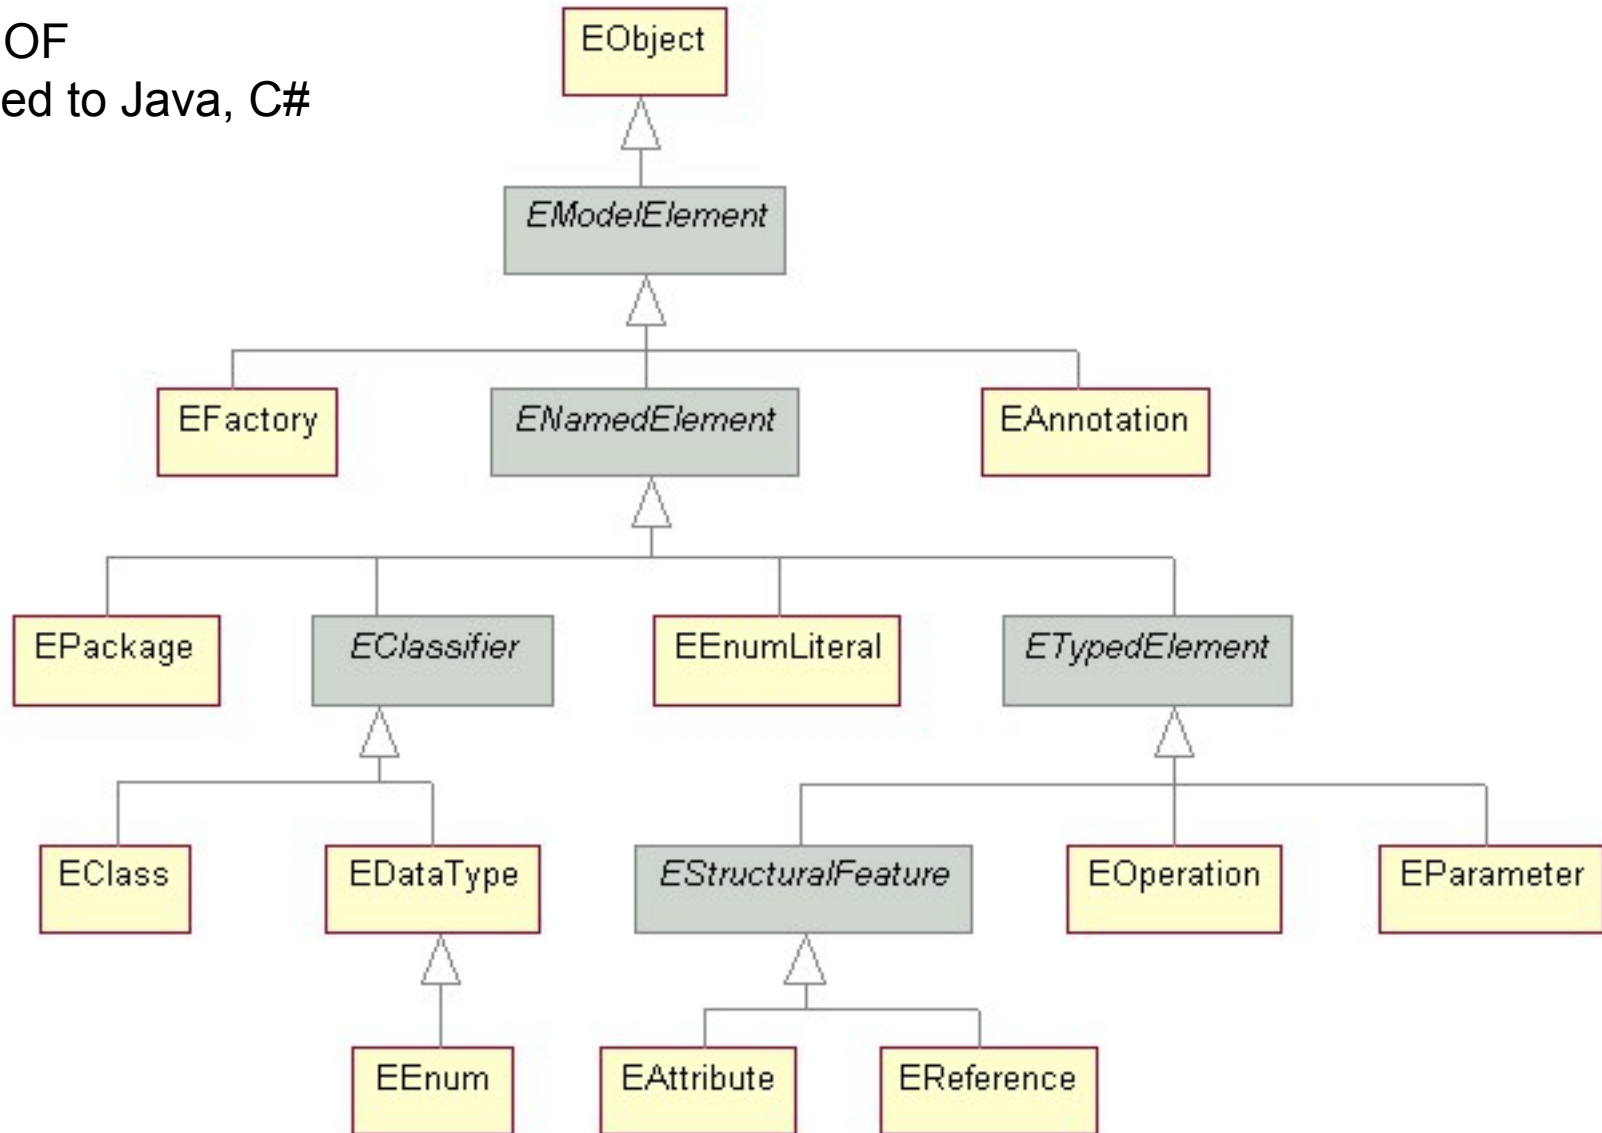 OF
ed to Java, C#
EObject
EModelElement
EFactory
ENamedElement
EAnnotation
EPackage
EClassifier
EEnumLiteral
ETypedElement
EClass
EDataType
EStructuralFeature
EOperation
EParameter
EEnum
EAttribute
EReference